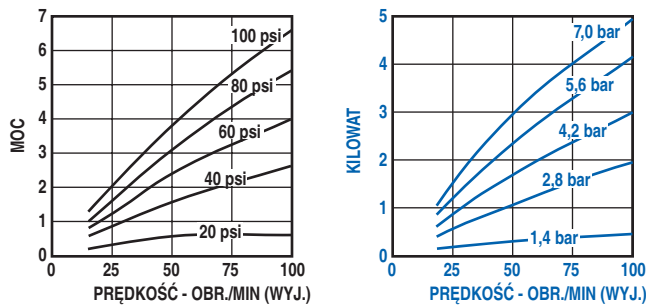 7
6
5
4
3
2
1
0
MOC
100 psi
80 psi
60 psi
40 psi
20 psi
0 25 50 75 100
PRĘDKOŚĆ - OBR./MIN (WYJ.)
5
4
3
2
1
0
KILOWAT
7,0 bar
5,6 bar
4,2 bar
2,8 bar
1,4 bar
0 25 50 75 100
PRĘDKOŚĆ - OBR./MIN (WYJ.)